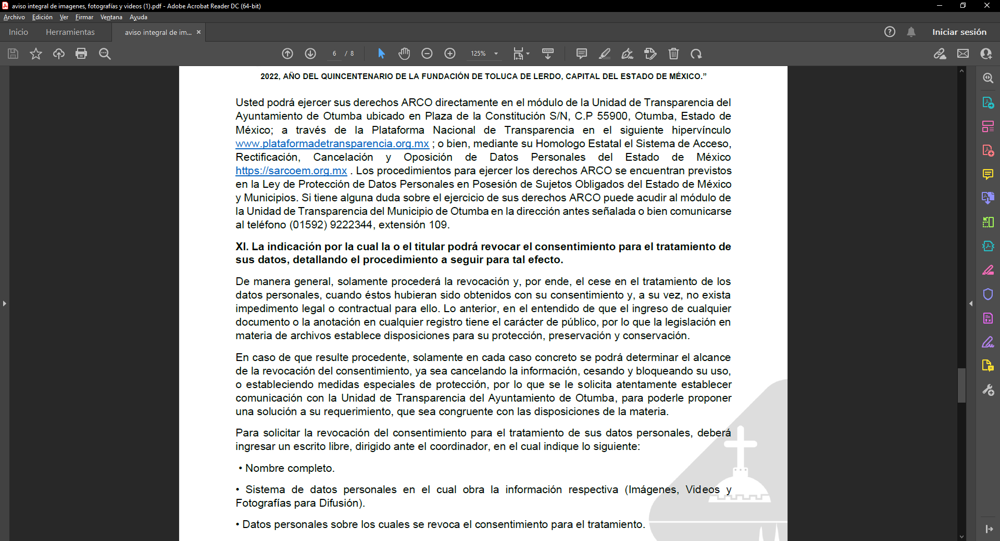 aviso integral de imagenes, fotografías y videos (1).pdf - Adobe Acrobat Reader DC (64-bit)
Archivo Edición Ver Firmar Ventana Ayuda
Inicio Herramientas aviso integral de im... Iniciar sesión
6 / 8 125%
2022, AÑO DEL QUINCENTENARIO DE LA FUNDACIÓN DE TOLUCA DE LERDO, CAPITAL DEL ESTADO DE MÉXICO.”
Usted podrá ejercer sus derechos ARCO directamente en el módulo de la Unidad de Transparencia del
Ayuntamiento de Otumba ubicado en Plaza de la Constitución S/N, C.P 55900, Otumba, Estado de
México; a través de la Plataforma Nacional de Transparencia en el siguiente hipervínculo
www.plataformadetransparencia.org.mx ; o bien, mediante su Homologo Estatal el Sistema de Acceso,
Rectificación, Cancelación y Oposición de Datos Personales del Estado de México
https://sarcoem.org.mx . Los procedimientos para ejercer los derechos ARCO se encuentran previstos
en la Ley de Protección de Datos Personales en Posesión de Sujetos Obligados del Estado de México
y Municipios. Si tiene alguna duda sobre el ejercicio de sus derechos ARCO puede acudir al módulo de
la Unidad de Transparencia del Municipio de Otumba en la dirección antes señalada o bien comunicarse
al teléfono (01592) 9222344, extensión 109.
XI. La indicación por la cual la o el titular podrá revocar el consentimiento para el tratamiento de
sus datos, detallando el procedimiento a seguir para tal efecto.
De manera general, solamente procederá la revocación y, por ende, el cese en el tratamiento de los
datos personales, cuando éstos hubieran sido obtenidos con su consentimiento y, a su vez, no exista
impedimento legal o contractual para ello. Lo anterior, en el entendido de que el ingreso de cualquier
documento o la anotación en cualquier registro tiene el carácter de público, por lo que la legislación en
materia de archivos establece disposiciones para su protección, preservación y conservación.
En caso de que resulte procedente, solamente en cada caso concreto se podrá determinar el alcance
de la revocación del consentimiento, ya sea cancelando la información, cesando y bloqueando su uso,
o estableciendo medidas especiales de protección, por lo que se le solicita atentamente establecer
comunicación con la Unidad de Transparencia del Ayuntamiento de Otumba, para poderle proponer
una solución a su requerimiento, que sea congruente con las disposiciones de la materia.
Para solicitar la revocación del consentimiento para el tratamiento de sus datos personales, deberá
ingresar un escrito libre, dirigido ante el coordinador, en el cual indique lo siguiente:
• Nombre completo.
• Sistema de datos personales en el cual obra la información respectiva (Imágenes, Videos y
Fotografías para Difusión).
• Datos personales sobre los cuales se revoca el consentimiento para el tratamiento.